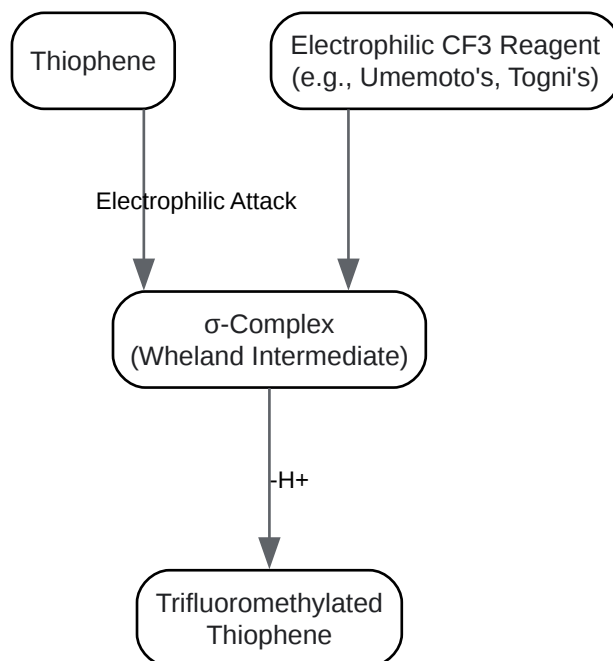 Thiophene
Electrophilic CF3 Reagent
(e.g., Umemoto's, Togni's)
Electrophilic Attack
σ-Complex
(Wheland Intermediate)
-H+
Trifluoromethylated
Thiophene